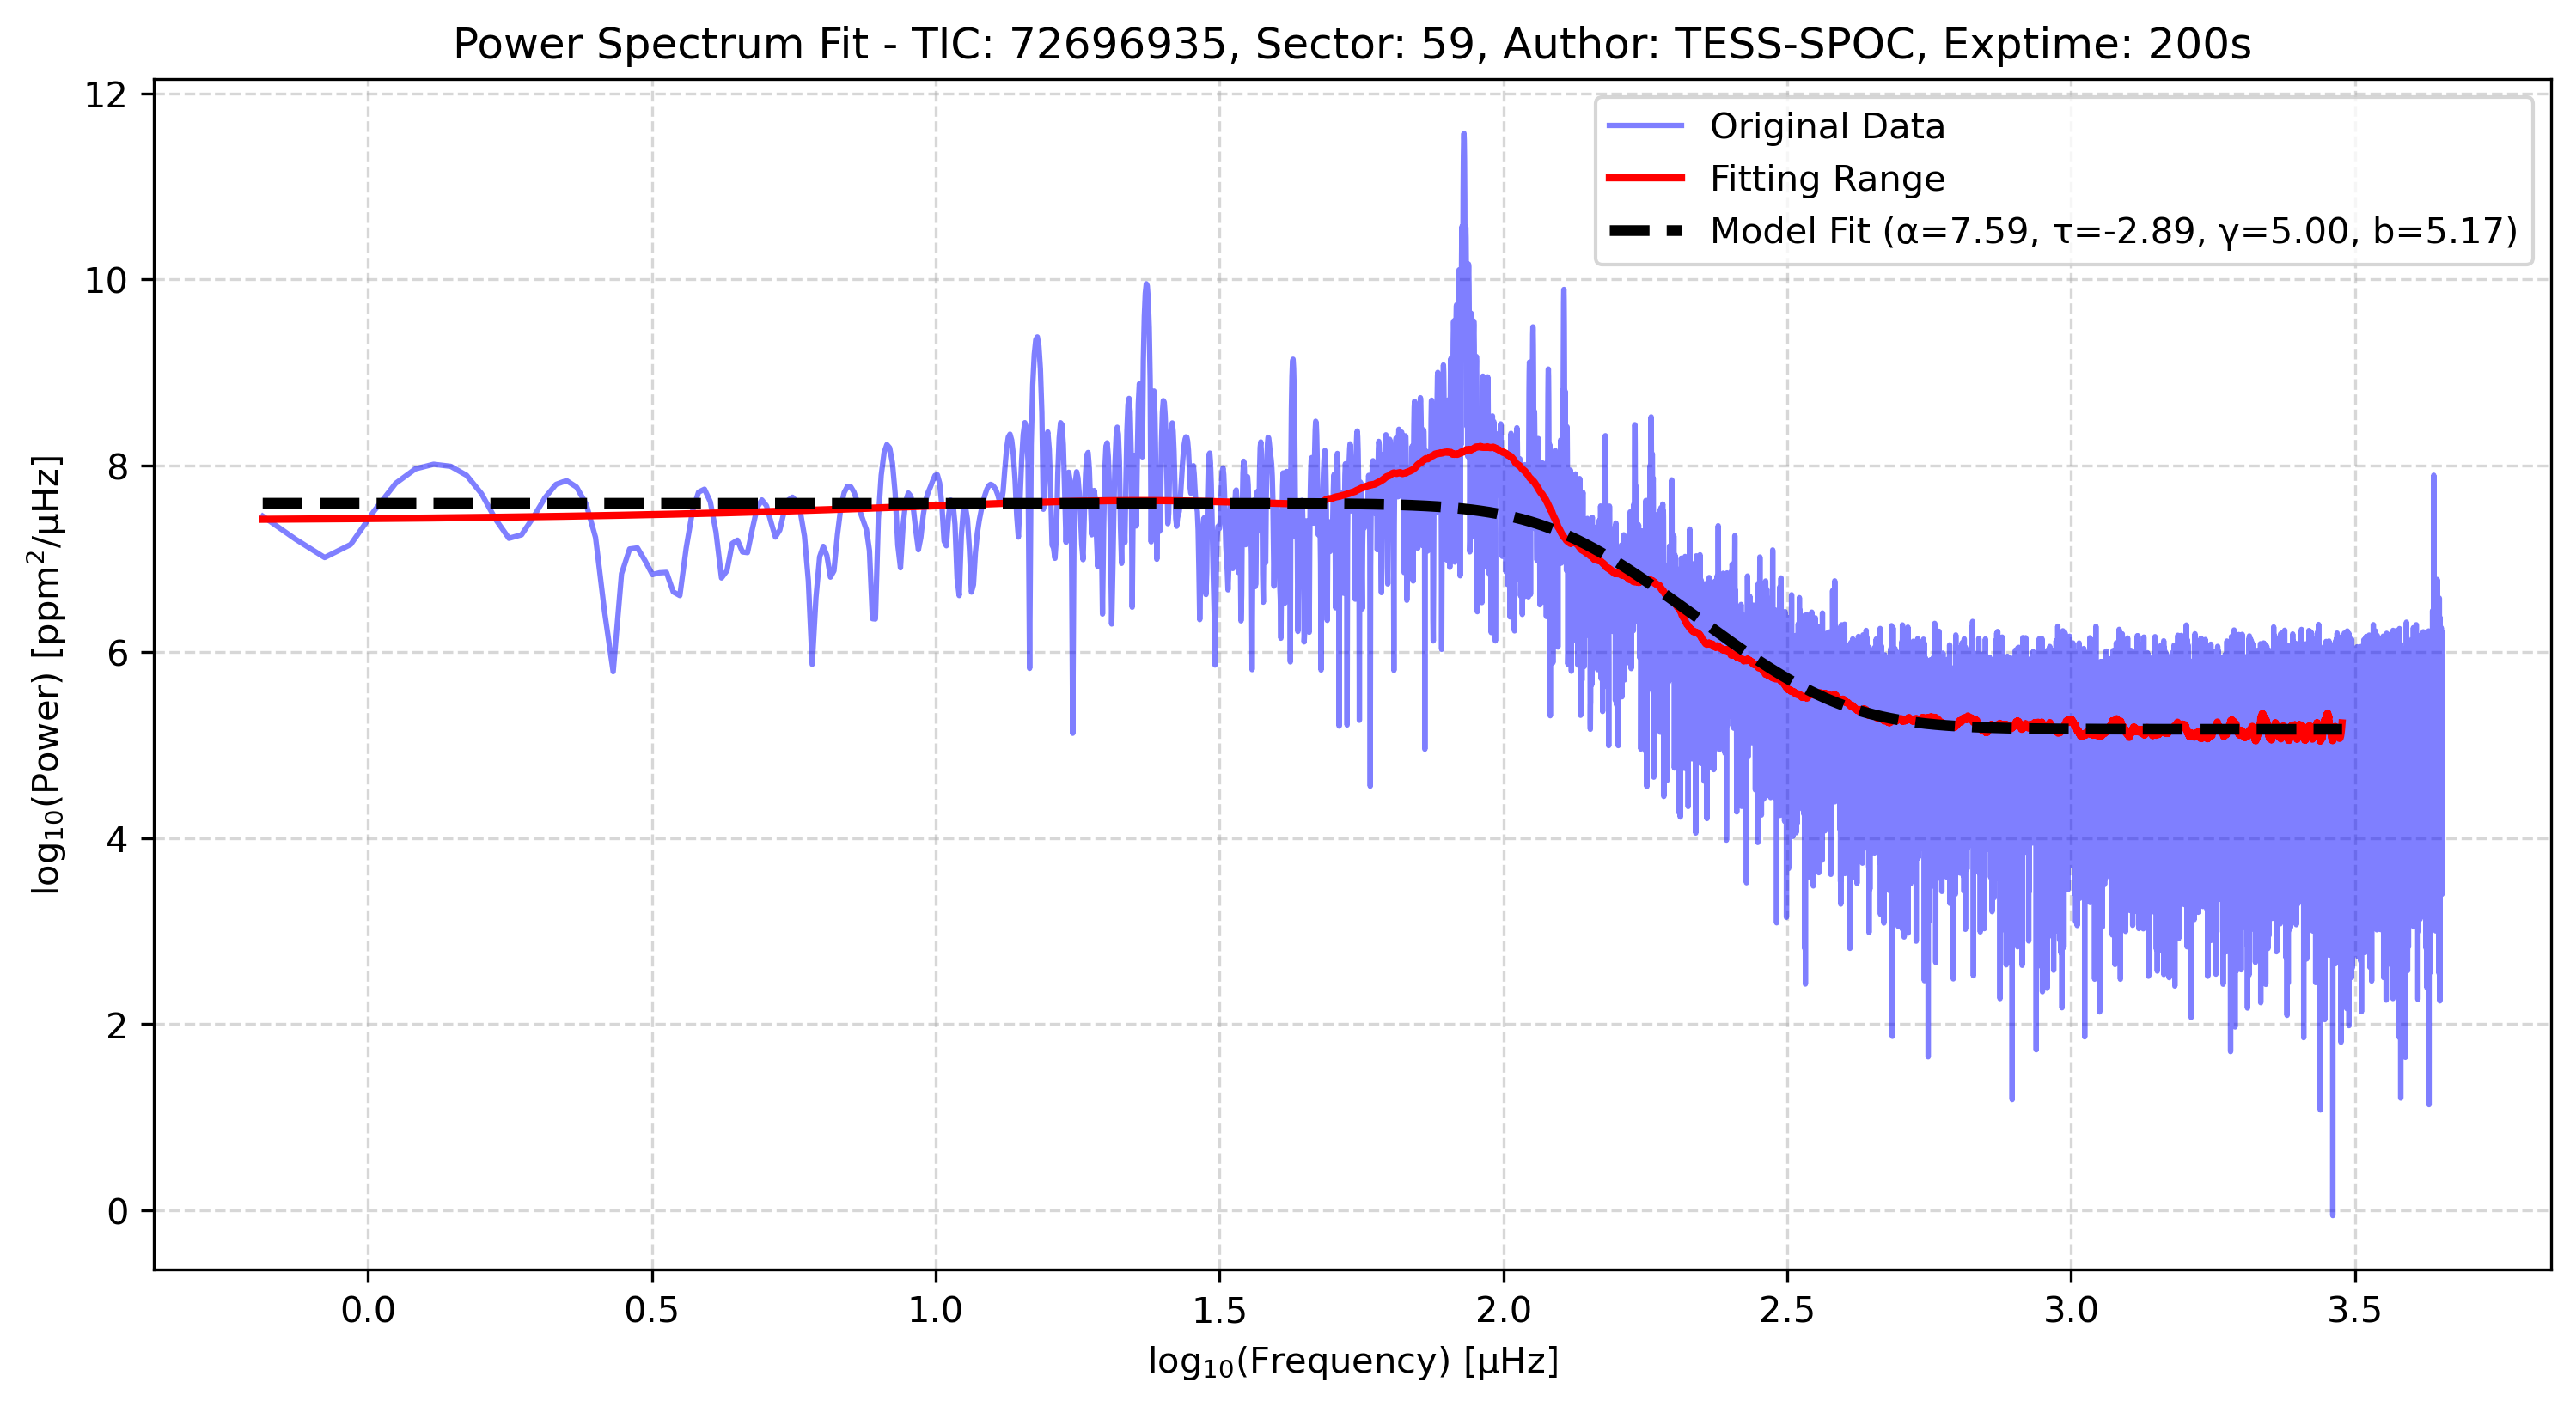 Power Spectrum Fit - TIC: 72696935, Sector: 59, Author: TESS-SPOC, Exptime: 200s
Original Data
Fitting Range
Model Fit (α=7.59, τ=-2.89, γ=5.00, b=5.17)
log₁₀(Power) [ppm²/μHz]
12
10
8
6
4
2
0
0.0 0.5 1.0 1.5 2.0 2.5 3.0 3.5
log₁₀(Frequency) [μHz]